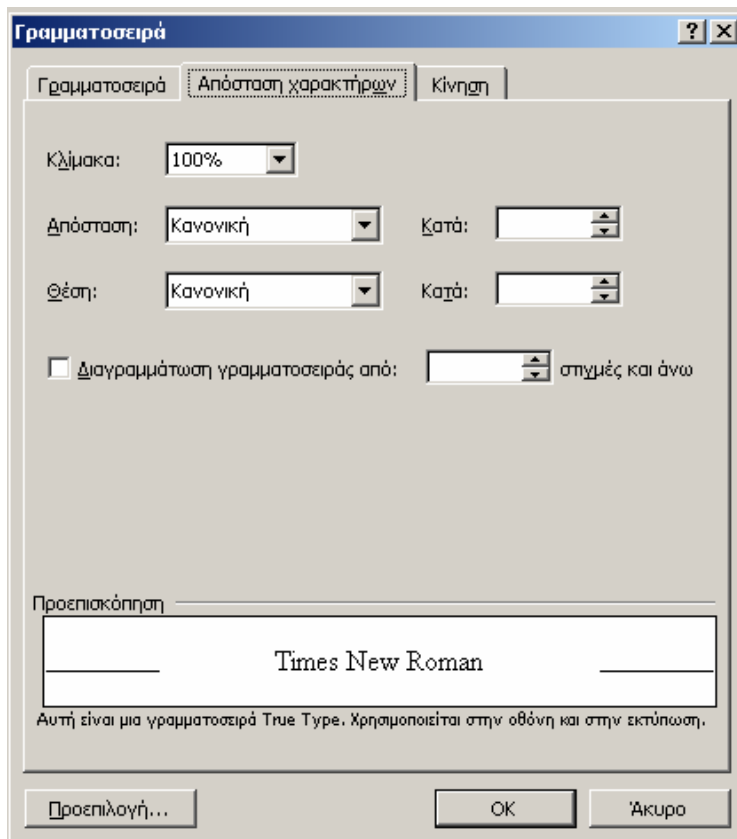 Γραμματοσειρά
Γραμματοσειρά Απόσταση χαρακτήρων Κίνηση
Κλίμακα: 100%
Απόσταση: Κανονική Κατά:
Θέση: Κανονική Κατά:
Διαγραμμάτωση γραμματοσειράς από: στιγμές και άνω
Προεπισκόπηση
Times New Roman
Αυτή είναι μια γραμματοσειρά True Type. Χρησιμοποιείται στην οθόνη και στην εκτύπωση.
Προεπιλογή... OK Άκυρο